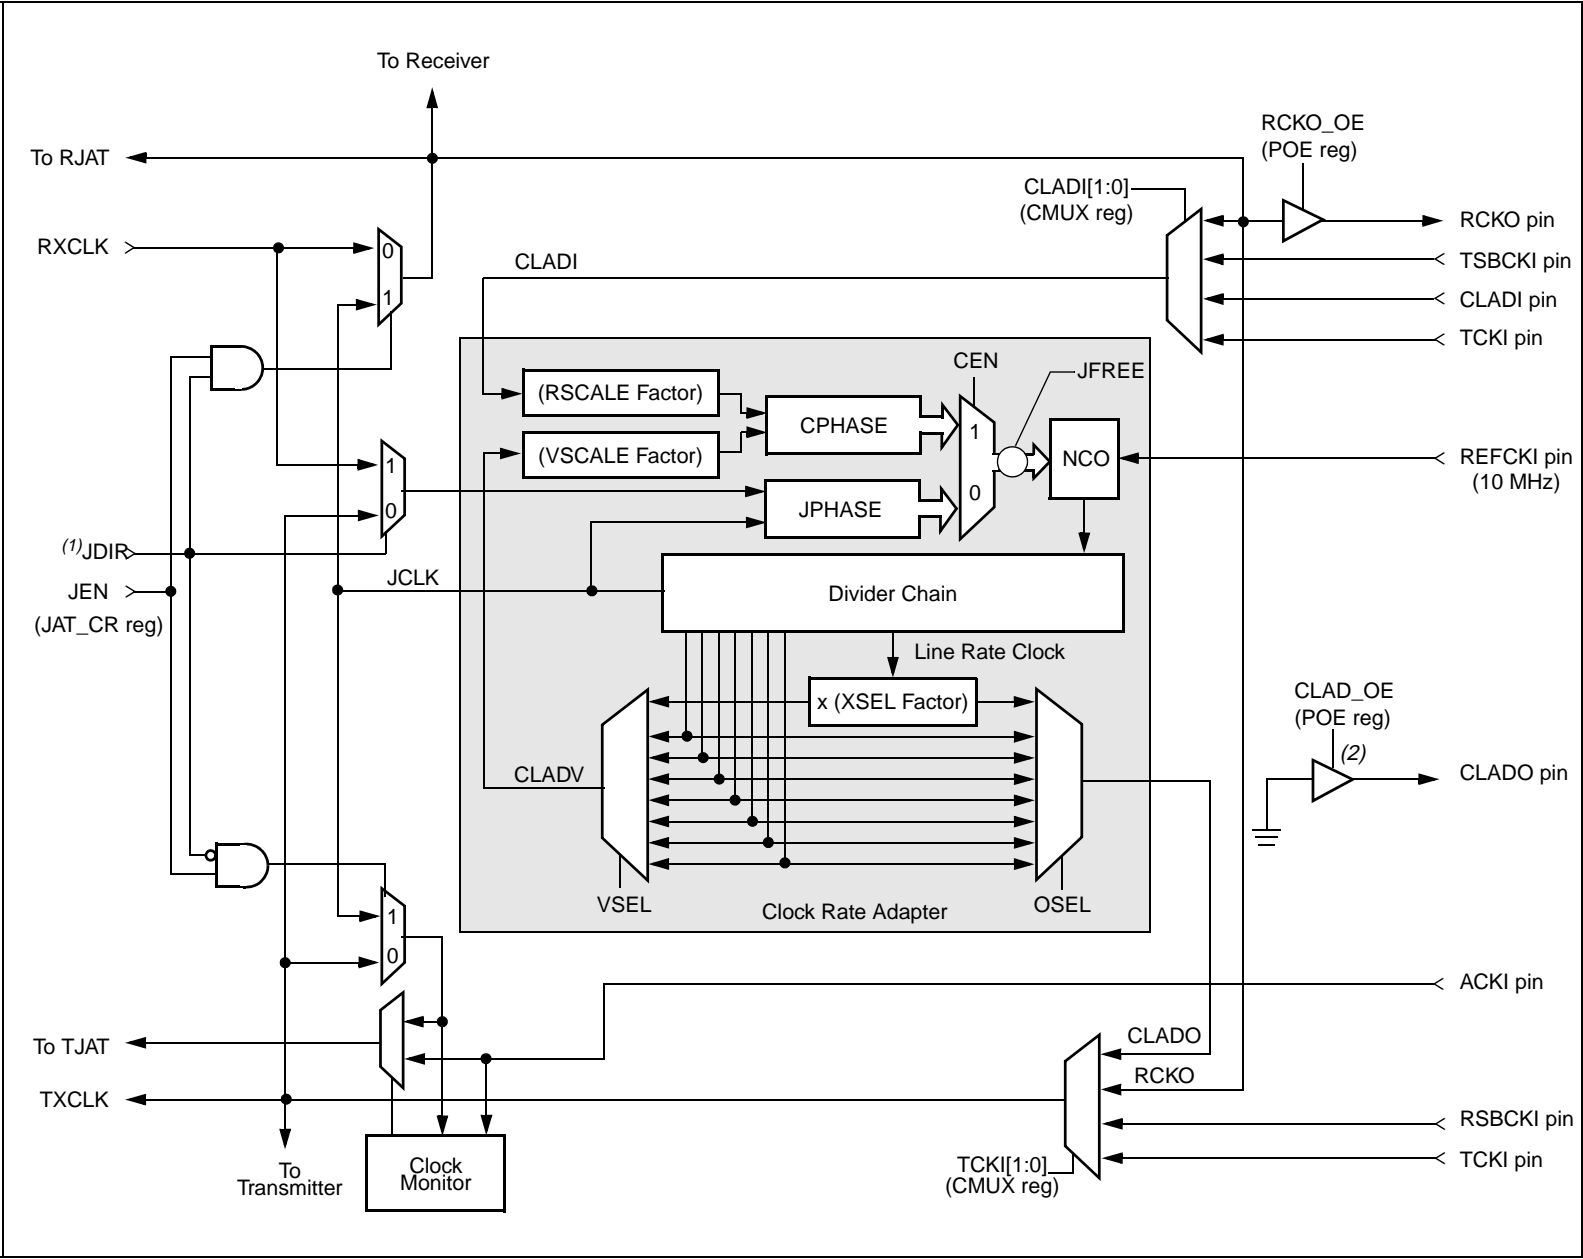 To Receiver
To RJAT
RCKO_OE
(POE reg)
CLADI[1:0]
(CMUX reg)
RCKO pin
RXCLK
0
1
CLADI
TSBCKI pin
CLADI pin
TCKI pin
CEN
JFREE
(RSCALE Factor)
CPHASE
1
(VSCALE Factor)
NCO
REFCKI pin
(10 MHz)
1
0
0
JPHASE
(1)JDIR
JEN
(JAT_CR reg)
JCLK
Divider Chain
Line Rate Clock
x (XSEL Factor)
CLAD_OE
(POE reg)
(2)
CLADO pin
CLADV
VSEL
Clock Rate Adapter
OSEL
1
0
ACKI pin
To TJAT
CLADO
RCKO
TXCLK
RSBCKI pin
TCKI pin
To
Transmitter
Clock
Monitor
TCKI[1:0]
(CMUX reg)